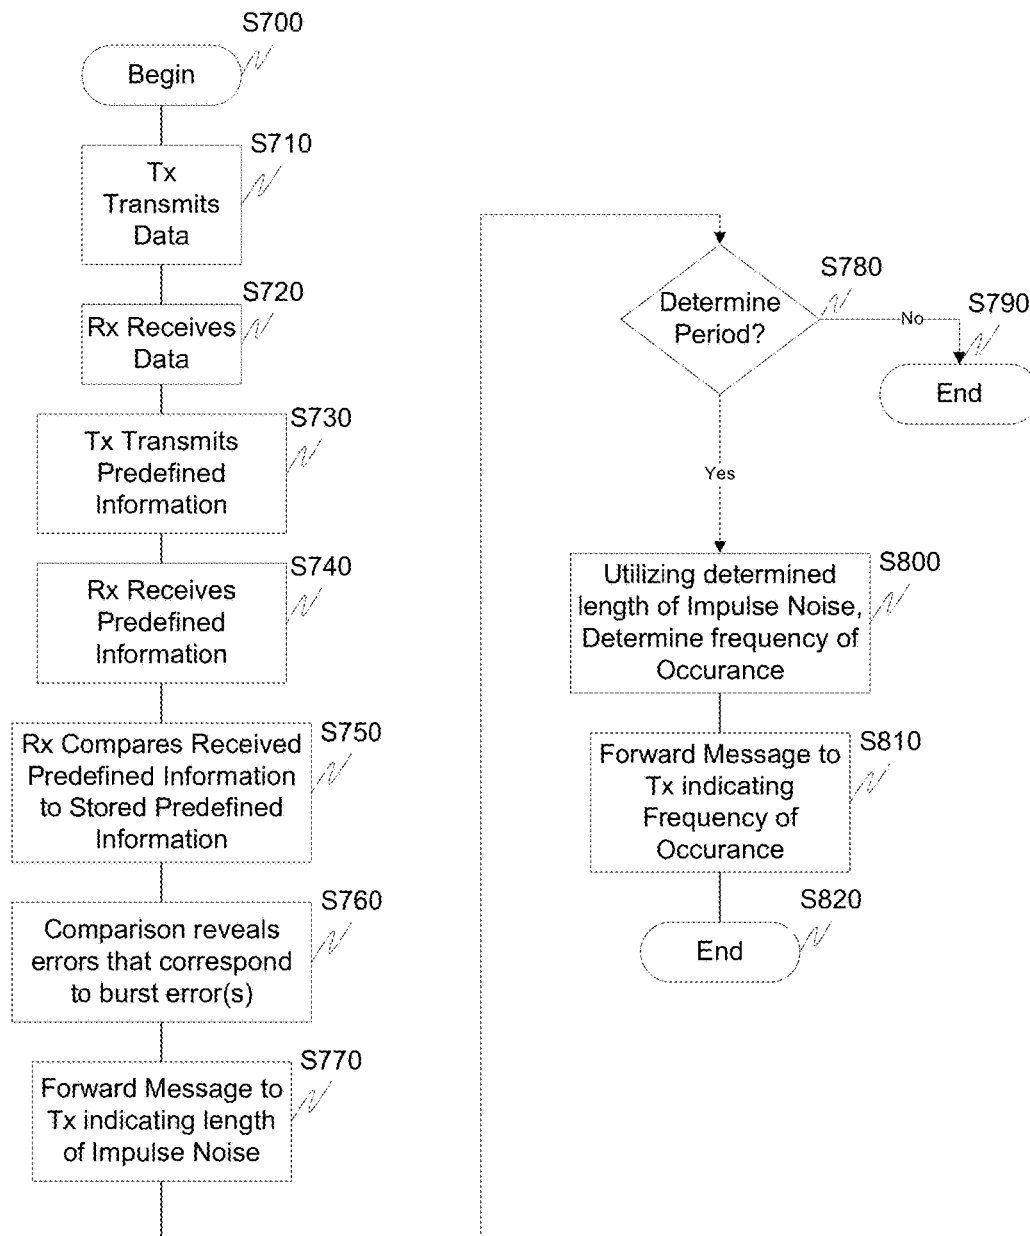 S700
Begin
S710
Tx
Transmits
Data
S720
Rx Receives
Data
S730
Tx Transmits
Predefined
Information
S740
Rx Receives
Predefined
Information
S750
Rx Compares Received
Predefined Information
to Stored Predefined
Information
S760
Comparison reveals
errors that correspond
to burst error(s)
S770
Forward Message to
Tx indicating length
of Impulse Noise
S780
Determine
Period?
No
S790
End
Yes
S800
Utilizing determined
length of Impulse Noise,
Determine frequency of
Occurance
S810
Forward Message to
Tx indicating
Frequency of
Occurance
S820
End